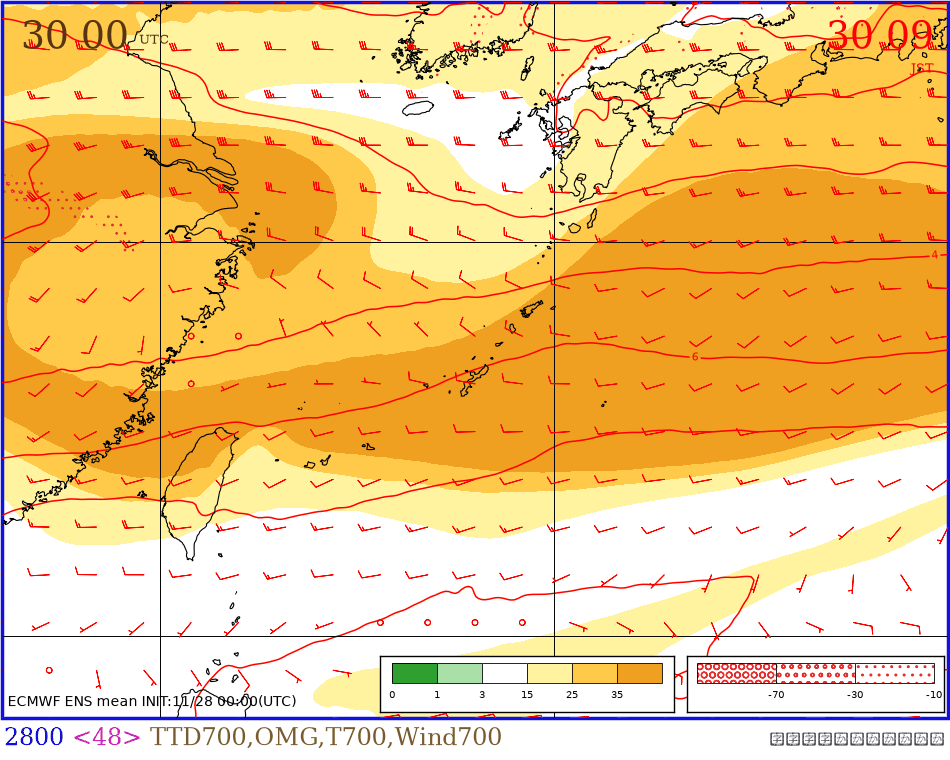 30 00 UTC
30 09
JST
4
6
0 1 3 15 25 35
-70 -30 -10
ECMWF ENS mean INIT:11/28 00:00(UTC)
2800 <48> TTD700,OMG,T700,Wind700